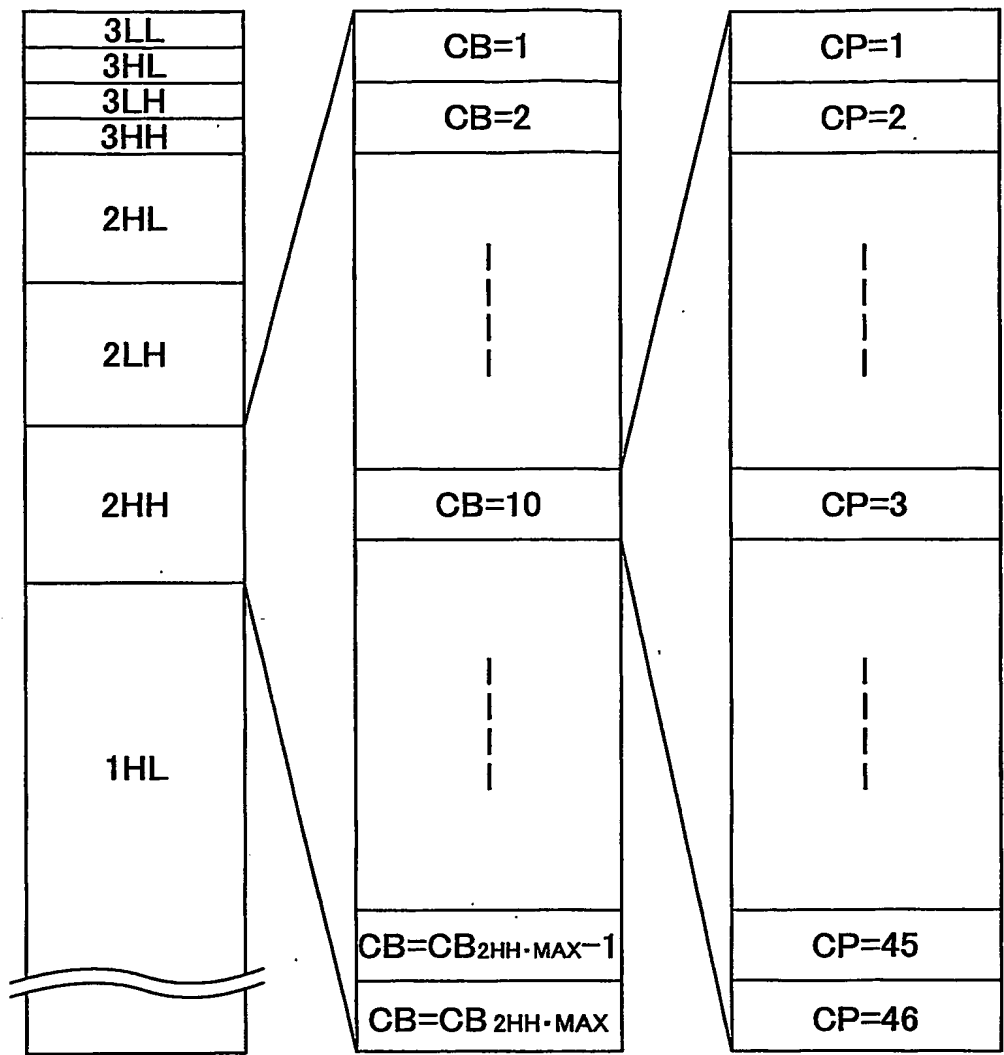 3LL
3HL
3LH
3HH
2HL
2LH
2HH
1HL
CB=1
CB=2
CB=10
CB=CB2HH·MAX-1
CB=CB2HH·MAX
CP=1
CP=2
CP=3
CP=45
CP=46